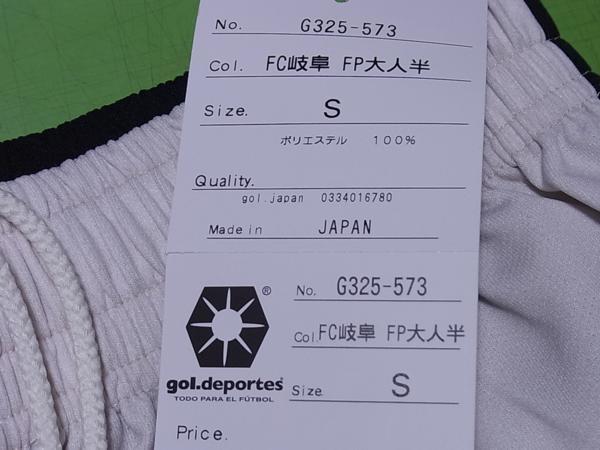 No. G325-573
Col. FC岐阜 FP大人半
Size. S
ポリエステル 100%
Quality.
gol.japan 0334016780
Made in JAPAN
® No. G325-573
Col. FC岐阜 FP大人半
gol.deportes Size S
TODO PARA EL FÚTBOL
Price.